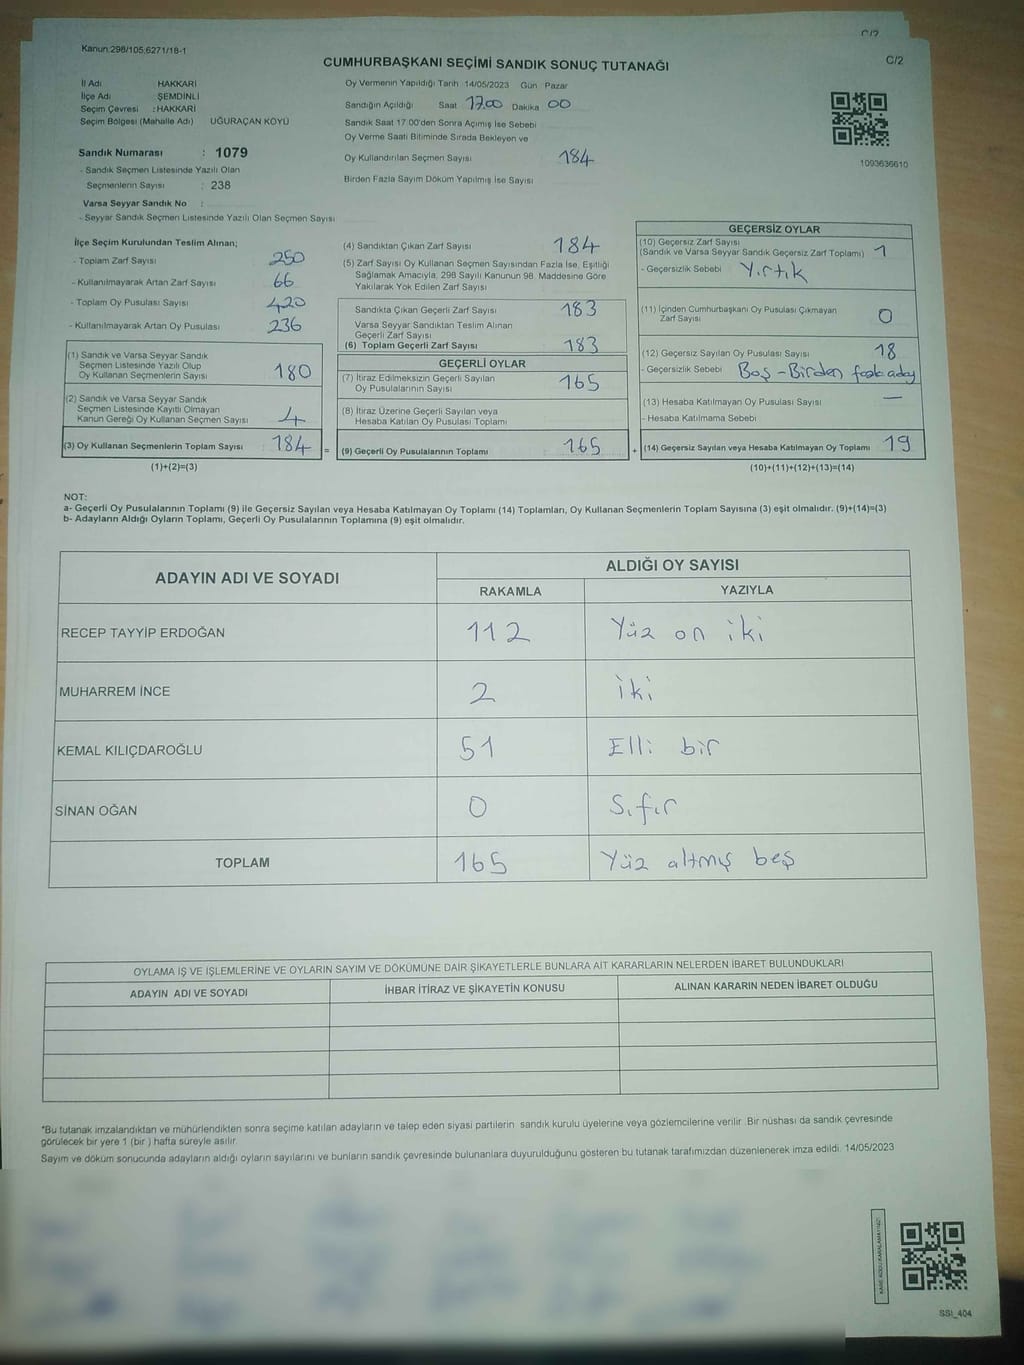 C/2
Kanun:298/105;6271/18-1
C/2
CUMHURBAŞKANI SEÇİMİ SANDIK SONUÇ TUTANAĞI
İl Adı HAKKARİ
İlçe Adı ŞEMDİNLİ
Seçim Çevresi : HAKKARİ
Seçim Bölgesi (Mahalle Adı) UĞURAÇAN KÖYÜ
Sandık Numarası : 1079
- Sandık Seçmen Listesinde Yazılı Olan
Seçmenlerin Sayısı : 238
Varsa Seyyar Sandık No :
- Seyyar Sandık Seçmen Listesinde Yazılı Olan Seçmen Sayısı
Oy Vermenin Yapıldığı Tarih 14/05/2023 Gün Pazar
Sandığın Açıldığı Saat 17.00 Dakika 00
Sandık Saat 17.00'den Sonra Açımış İse Sebebi
Oy Verme Saati Bitiminde Sırada Bekleyen ve
Oy Kullandırılan Seçmen Sayısı 184
Birden Fazla Sayım Döküm Yapılmış İse Sayısı
1093636610
İlçe Seçim Kurulundan Teslim Alınan;
- Toplam Zarf Sayısı 250
- Kullanılmayarak Artan Zarf Sayısı 66
- Toplam Oy Pusulası Sayısı 420
- Kullanılmayarak Artan Oy Pusulası 236
(1) Sandık ve Varsa Seyyar Sandık
Seçmen Listesinde Yazılı Olup
Oy Kullanan Seçmenlerin Sayısı 180
(2) Sandık ve Varsa Seyyar Sandık
Seçmen Listesinde Kayıtlı Olmayan
Kanun Gereği Oy Kullanan Seçmen Sayısı 4
(3) Oy Kullanan Seçmenlerin Toplam Sayısı 184
(1)+(2)=(3)
(4) Sandıktan Çıkan Zarf Sayısı 184
(5) Zarf Sayısı Oy Kullanan Seçmen Sayısından Fazla İse, Eşitliği
Sağlamak Amacıyla, 298 Sayılı Kanunun 98. Maddesine Göre
Yakılarak Yok Edilen Zarf Sayısı
Sandıkta Çıkan Geçerli Zarf Sayısı 183
Varsa Seyyar Sandıktan Teslim Alınan
Geçerli Zarf Sayısı
(6) Toplam Geçerli Zarf Sayısı 183
GEÇERLİ OYLAR
(7) İtiraz Edilmeksizin Geçerli Sayılan
Oy Pusulalarının Sayısı 165
(8) İtiraz Üzerine Geçerli Sayılan veya
Hesaba Katılan Oy Pusulası Toplamı
= (9) Geçerli Oy Pusulalarının Toplamı 165
GEÇERSİZ OYLAR
(10) Geçersiz Zarf Sayısı
(Sandık ve Varsa Seyyar Sandık Geçersiz Zarf Toplamı) 1
- Geçersizlik Sebebi Yırtık
(11) İçinden Cumhurbaşkanı Oy Pusulası Çıkmayan
Zarf Sayısı 0
(12) Geçersiz Sayılan Oy Pusulası Sayısı 18
- Geçersizlik Sebebi Boş - Birden fazla aday
(13) Hesaba Katılmayan Oy Pusulası Sayısı —
- Hesaba Katılmama Sebebi
+ (14) Geçersiz Sayılan veya Hesaba Katılmayan Oy Toplamı 19
(10)+(11)+(12)+(13)=(14)
NOT:
a- Geçerli Oy Pusulalarının Toplamı (9) ile Geçersiz Sayılan veya Hesaba Katılmayan Oy Toplamı (14) Toplamları, Oy Kullanan Seçmenlerin Toplam Sayısına (3) eşit olmalıdır. (9)+(14)=(3)
b- Adayların Aldığı Oyların Toplamı, Geçerli Oy Pusulalarının Toplamına (9) eşit olmalıdır.
ADAYIN ADI VE SOYADI ALDIĞI OY SAYISI
RAKAMLA YAZIYLA
RECEP TAYYİP ERDOĞAN 112 Yüz on iki
MUHARREM İNCE 2 iki
KEMAL KILIÇDAROĞLU 51 Elli bir
SİNAN OĞAN 0 Sıfır
TOPLAM 165 Yüz altmış beş
OYLAMA İŞ VE İŞLEMLERİNE VE OYLARIN SAYIM VE DÖKÜMÜNE DAİR ŞİKAYETLERLE BUNLARA AİT KARARLARIN NELERDEN İBARET BULUNDUKLARI
ADAYIN ADI VE SOYADI İHBAR İTİRAZ VE ŞİKAYETİN KONUSU ALINAN KARARIN NEDEN İBARET OLDUĞU
*Bu tutanak imzalandıktan ve mühürlendikten sonra seçime katılan adayların ve talep eden siyasi partilerin sandık kurulu üyelerine veya gözlemcilerine verilir. Bir nüshası da sandık çevresinde
görülecek bir yere 1 (bir) hafta süreyle asılır.
Sayım ve döküm sonucunda adayların aldığı oyların sayılarını ve bunların sandık çevresinde bulunanlara duyurulduğunu gösteren bu tutanak tarafımızdan düzenlenerek imza edildi. 14/05/2023
SSI_404